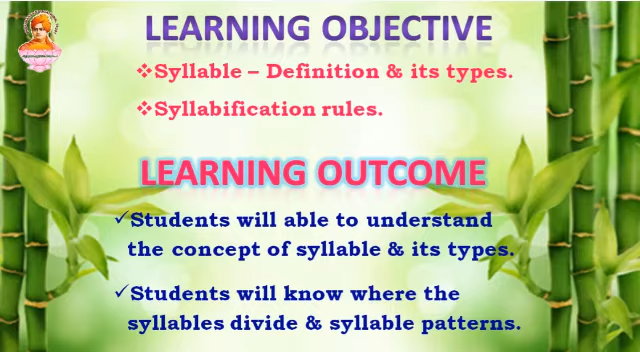 LEARNING OBJECTIVE
❖Syllable – Definition & its types.
❖Syllabification rules.
LEARNING OUTCOME
✓Students will able to understand
the concept of syllable & its types.
✓Students will know where the
syllables divide & syllable patterns.